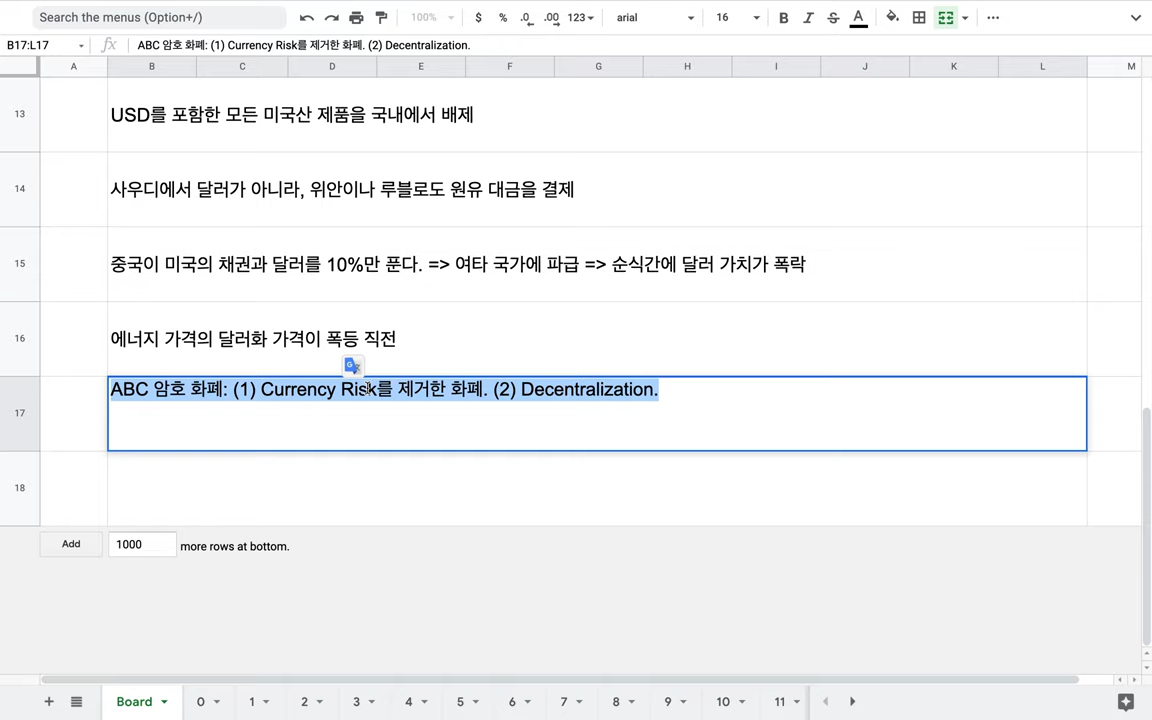 Search the menus (Option+/)
100%
$ % .0 .00 123
arial
16
B I S A
B17:L17
fx
ABC 암호 화폐: (1) Currency Risk를 제거한 화폐. (2) Decentralization.
A B C D E F G H I J K L M
13 USD를 포함한 모든 미국산 제품을 국내에서 배제
14 사우디에서 달러가 아니라, 위안이나 루블로도 원유 대금을 결제
15 중국이 미국의 채권과 달러를 10%만 푼다. => 여타 국가에 파급 => 순식간에 달러 가치가 폭락
16 에너지 가격의 달러화 가격이 폭등 직전
17 ABC 암호 화폐: (1) Currency Risk를 제거한 화폐. (2) Decentralization.
18
Add 1000 more rows at bottom.
Board 0 1 2 3 4 5 6 7 8 9 10 11